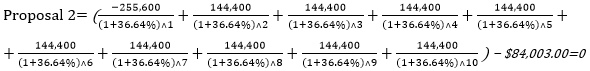 Proposal 2= (-255,600/(1+36.64%)^1 + 144,400/(1+36.64%)^2 + 144,400/(1+36.64%)^3 + 144,400/(1+36.64%)^4 + 144,400/(1+36.64%)^5 +
+ 144,400/(1+36.64%)^6 + 144,400/(1+36.64%)^7 + 144,400/(1+36.64%)^8 + 144,400/(1+36.64%)^9 + 144,400/(1+36.64%)^10 ) − $84,003.00=0